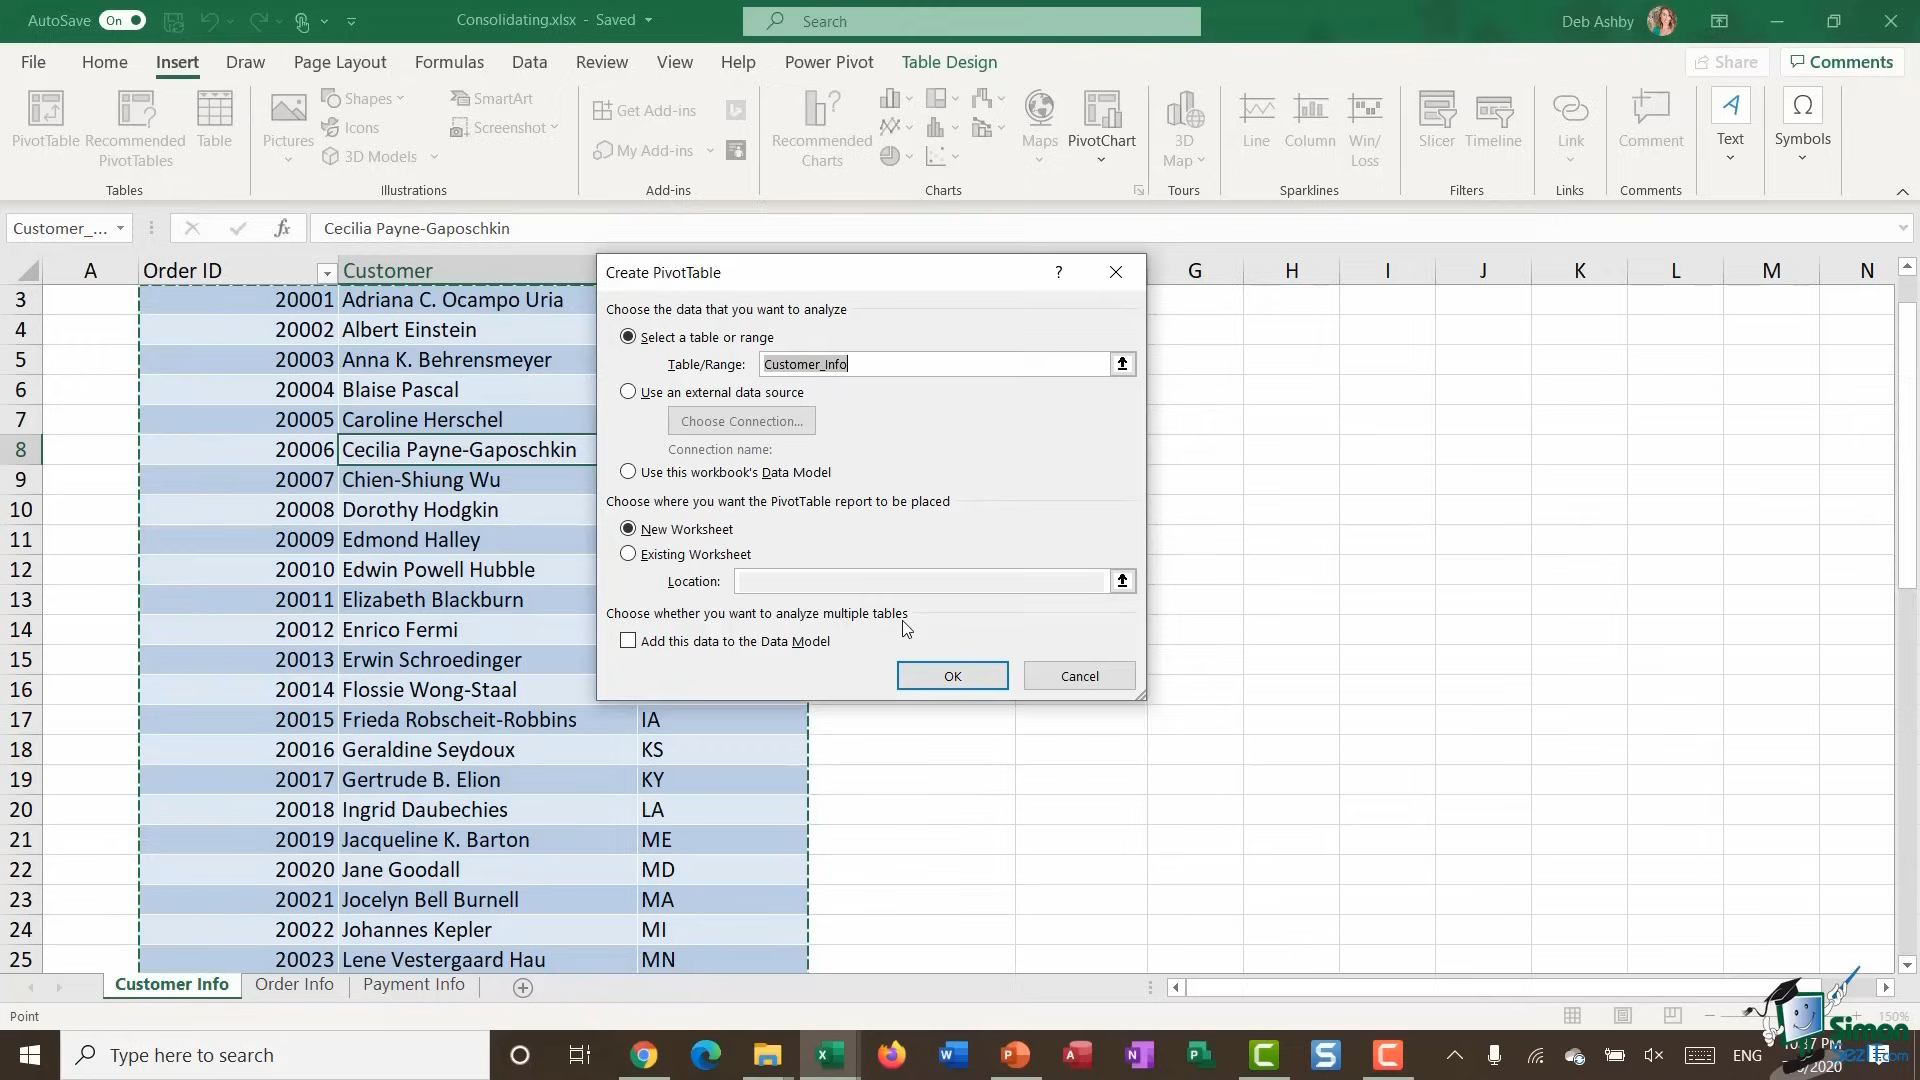 AutoSave On
Consolidating.xlsx - Saved
Search
Deb Ashby
File Home Insert Draw Page Layout Formulas Data Review View Help Power Pivot Table Design
Share Comments
PivotTable
Recommended PivotTables
Table
Tables
Pictures
Shapes
Icons
3D Models
SmartArt
Screenshot
Illustrations
Get Add-ins
My Add-ins
Add-ins
Recommended Charts
Maps
PivotChart
Charts
3D Map
Tours
Line
Column
Win/ Loss
Sparklines
Slicer
Timeline
Filters
Link
Links
Comment
Comments
Text
Symbols
Customer_...
fx
Cecilia Payne-Gaposchkin
A Order ID Customer G H I J K L M N
3 20001 Adriana C. Ocampo Uria
4 20002 Albert Einstein
5 20003 Anna K. Behrensmeyer
6 20004 Blaise Pascal
7 20005 Caroline Herschel
8 20006 Cecilia Payne-Gaposchkin
9 20007 Chien-Shiung Wu
10 20008 Dorothy Hodgkin
11 20009 Edmond Halley
12 20010 Edwin Powell Hubble
13 20011 Elizabeth Blackburn
14 20012 Enrico Fermi
15 20013 Erwin Schroedinger
16 20014 Flossie Wong-Staal
17 20015 Frieda Robscheit-Robbins IA
18 20016 Geraldine Seydoux KS
19 20017 Gertrude B. Elion KY
20 20018 Ingrid Daubechies LA
21 20019 Jacqueline K. Barton ME
22 20020 Jane Goodall MD
23 20021 Jocelyn Bell Burnell MA
24 20022 Johannes Kepler MI
25 20023 Lene Vestergaard Hau MN
Create PivotTable ?
Choose the data that you want to analyze
Select a table or range
Table/Range: Customer_Info
Use an external data source
Choose Connection...
Connection name:
Use this workbook's Data Model
Choose where you want the PivotTable report to be placed
New Worksheet
Existing Worksheet
Location:
Choose whether you want to analyze multiple tables
Add this data to the Data Model
OK Cancel
Customer Info Order Info Payment Info
Point
150%
Type here to search
ENG
Simon
SezIT.com